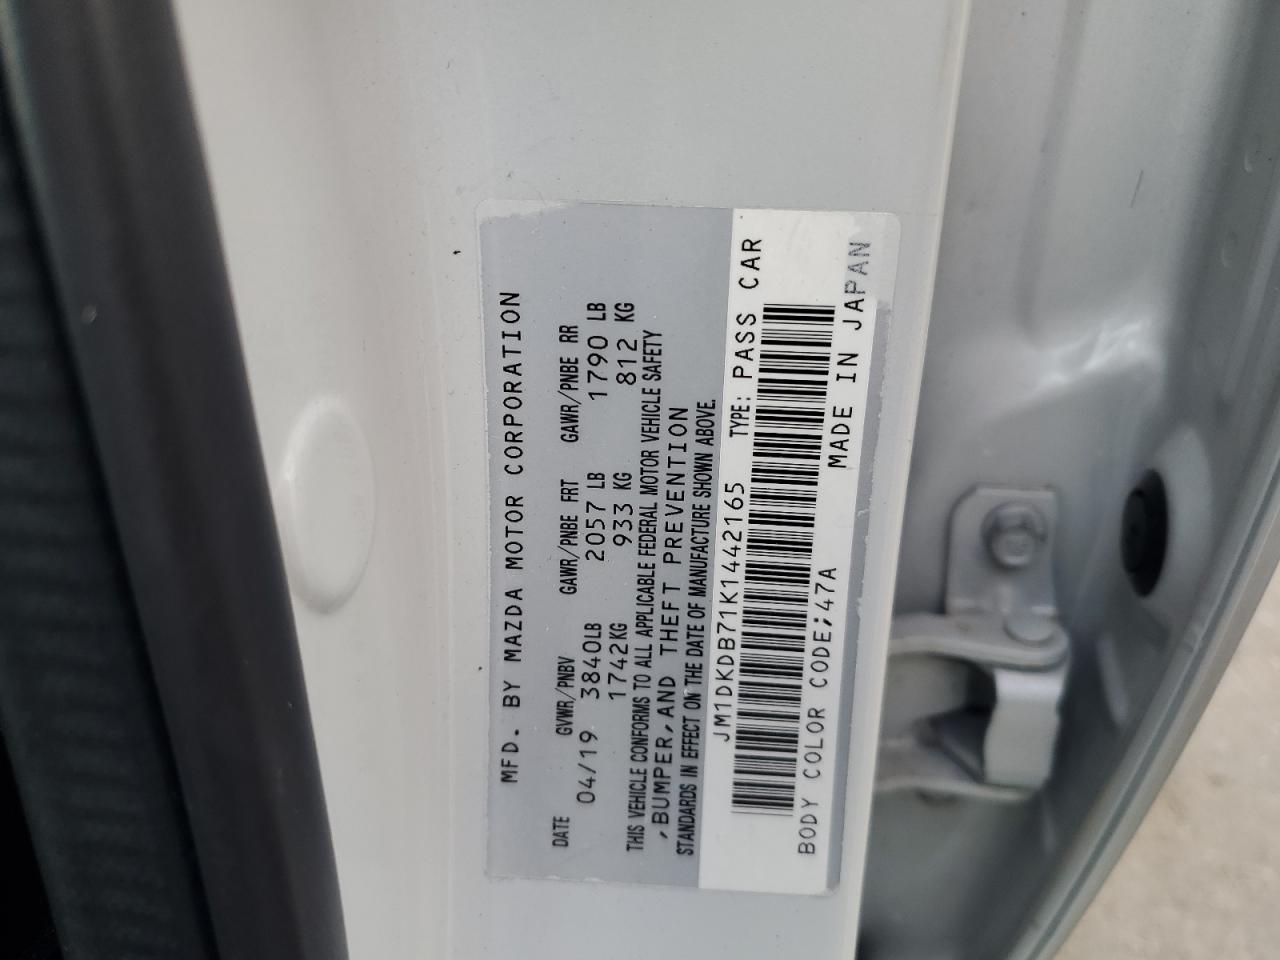 MFD. BY MAZDA MOTOR CORPORATION
DATE GVWR/PNBV GAWR/PNBE FRT GAWR/PNBE RR
04/19 3840LB 2057 LB 1790 LB
1742KG 933 KG 812 KG
THIS VEHICLE CONFORMS TO ALL APPLICABLE FEDERAL MOTOR VEHICLE SAFETY
,BUMPER,AND THEFT PREVENTION
STANDARDS IN EFFECT ON THE DATE OF MANUFACTURE SHOWN ABOVE.
JM1DKDB71K1442165 TYPE: PASS CAR
BODY COLOR CODE;47A MADE IN JAPAN